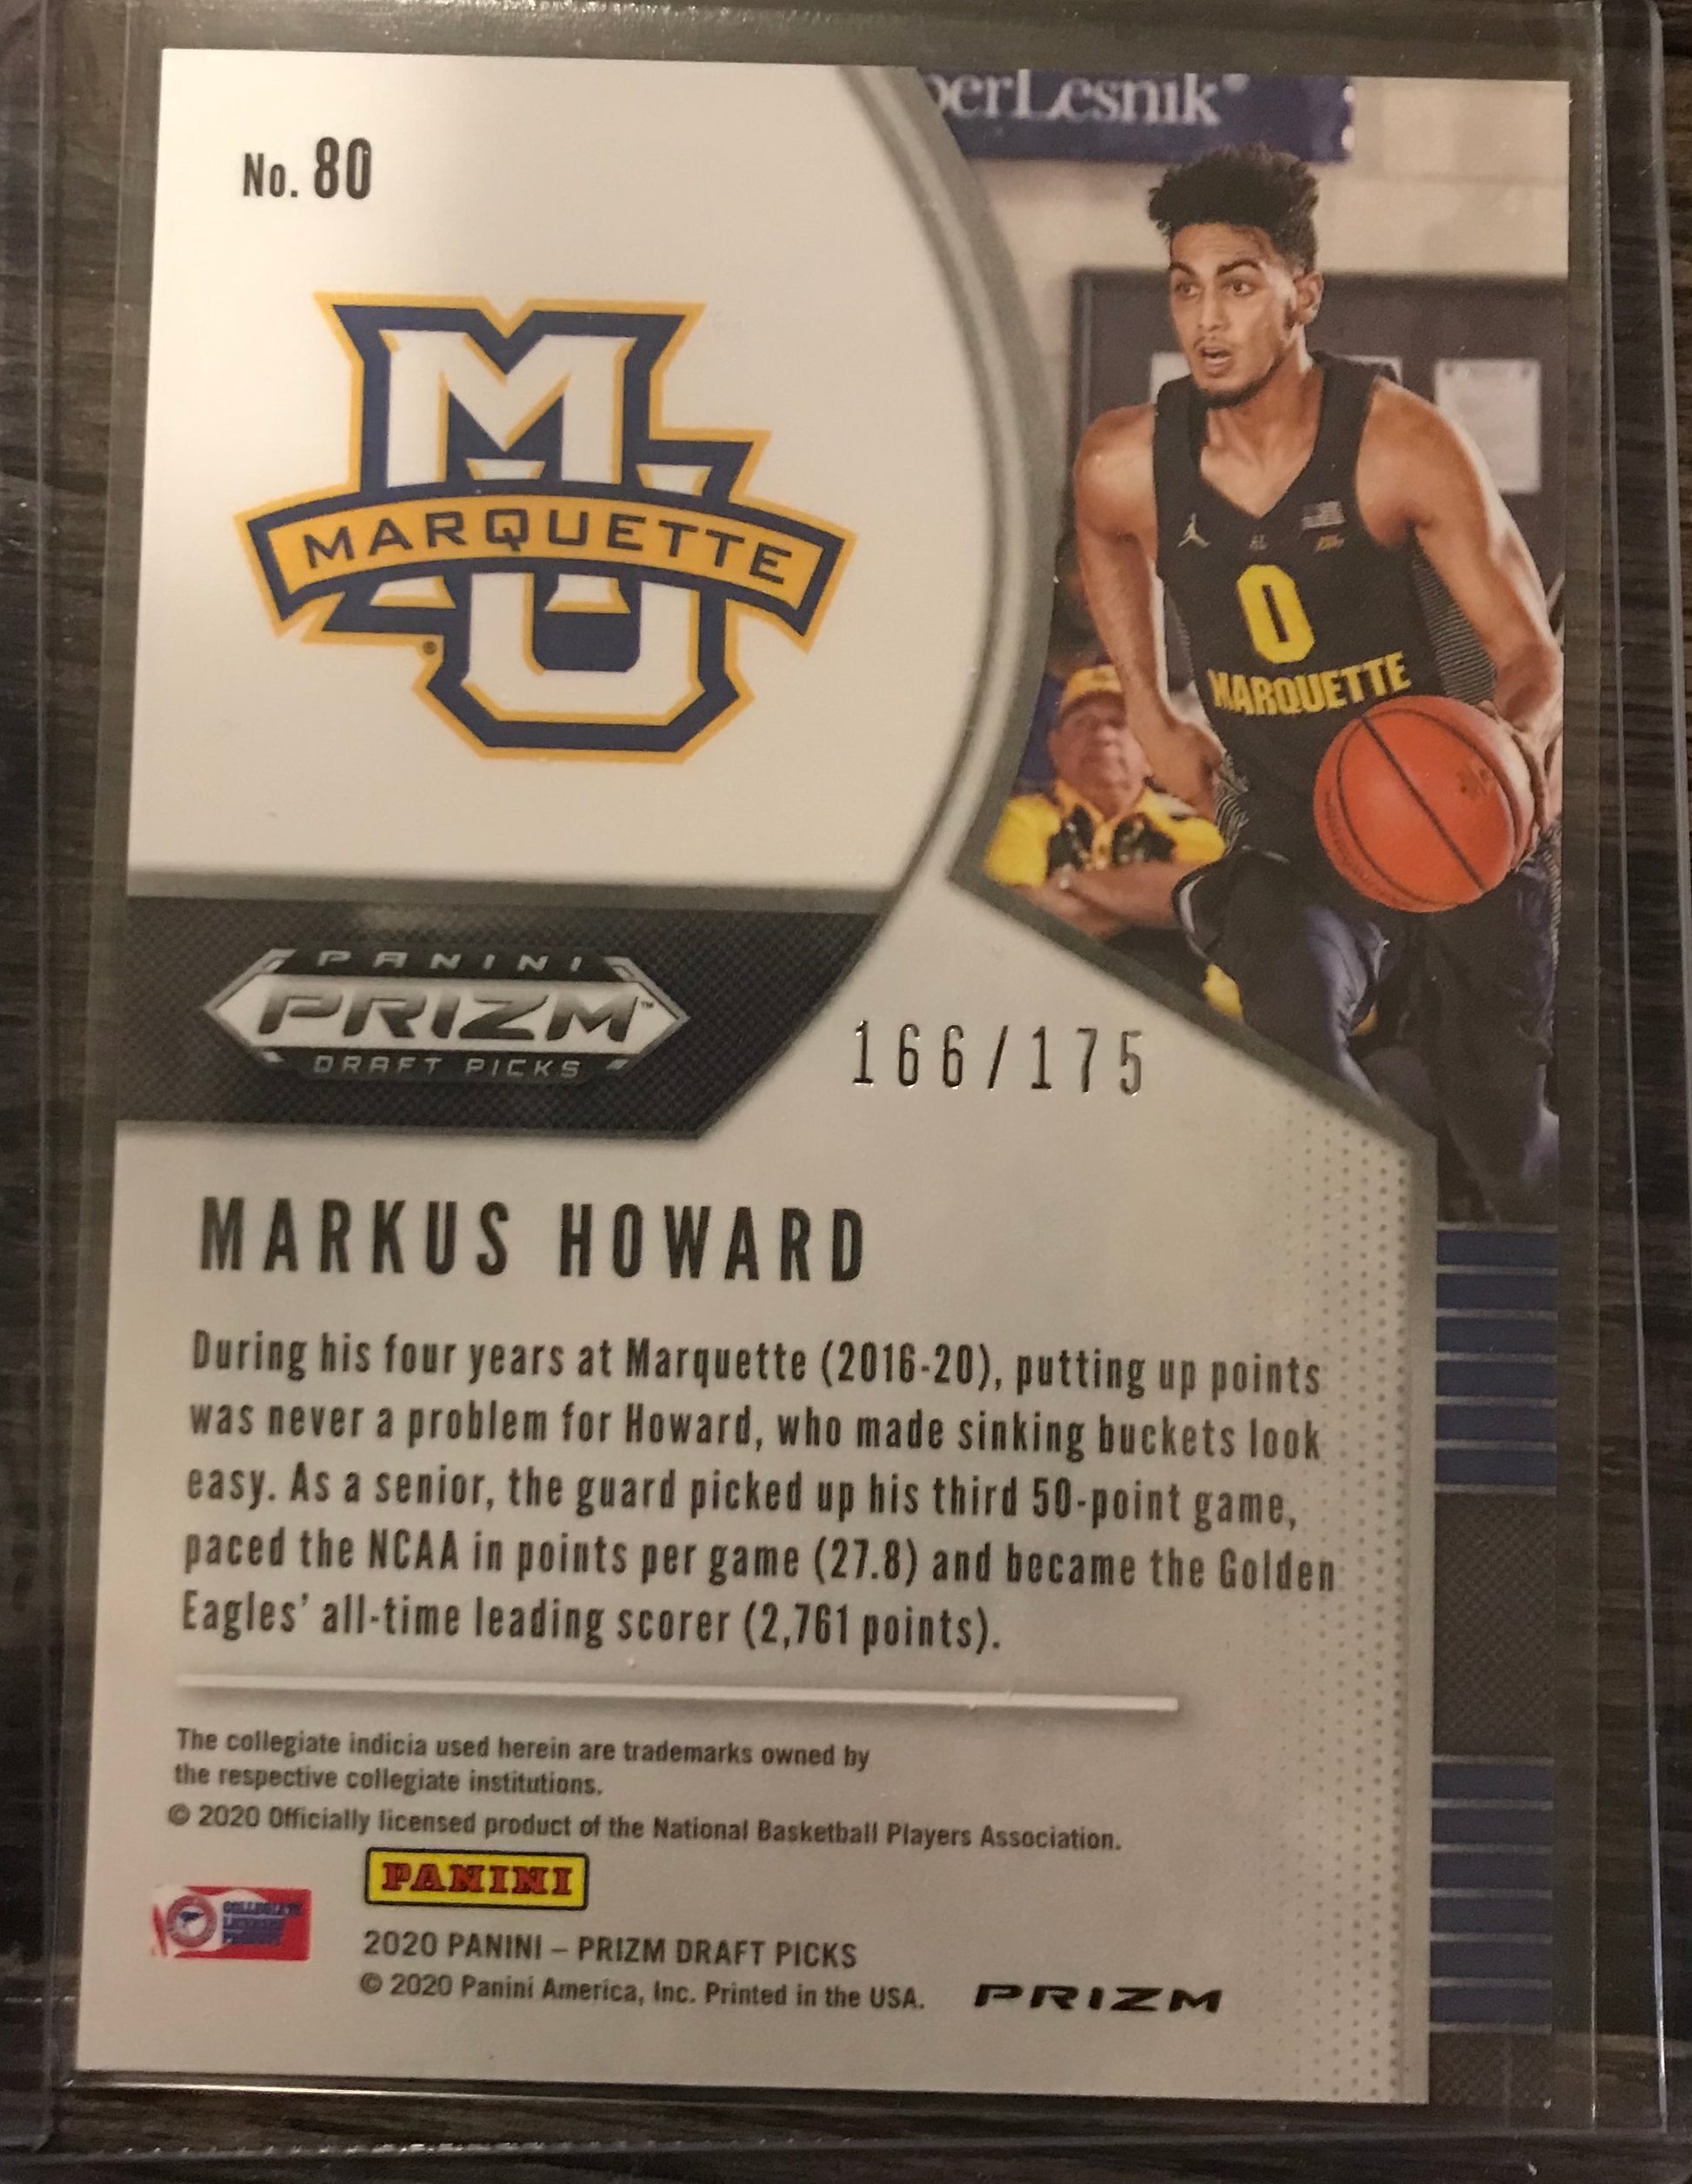 No. 80
MU
MARQUETTE
perLesnik
0
MARQUETTE
PANINI
PRIZM™
DRAFT PICKS
166/175
MARKUS HOWARD
During his four years at Marquette (2016-20), putting up points
was never a problem for Howard, who made sinking buckets look
easy. As a senior, the guard picked up his third 50-point game,
paced the NCAA in points per game (27.8) and became the Golden
Eagles’ all-time leading scorer (2,761 points).
The collegiate indicia used herein are trademarks owned by
the respective collegiate institutions.
© 2020 Officially licensed product of the National Basketball Players Association.
PANINI
COLLEGIATE
LICENSED
2020 PANINI – PRIZM DRAFT PICKS
© 2020 Panini America, Inc. Printed in the USA.
PRIZM